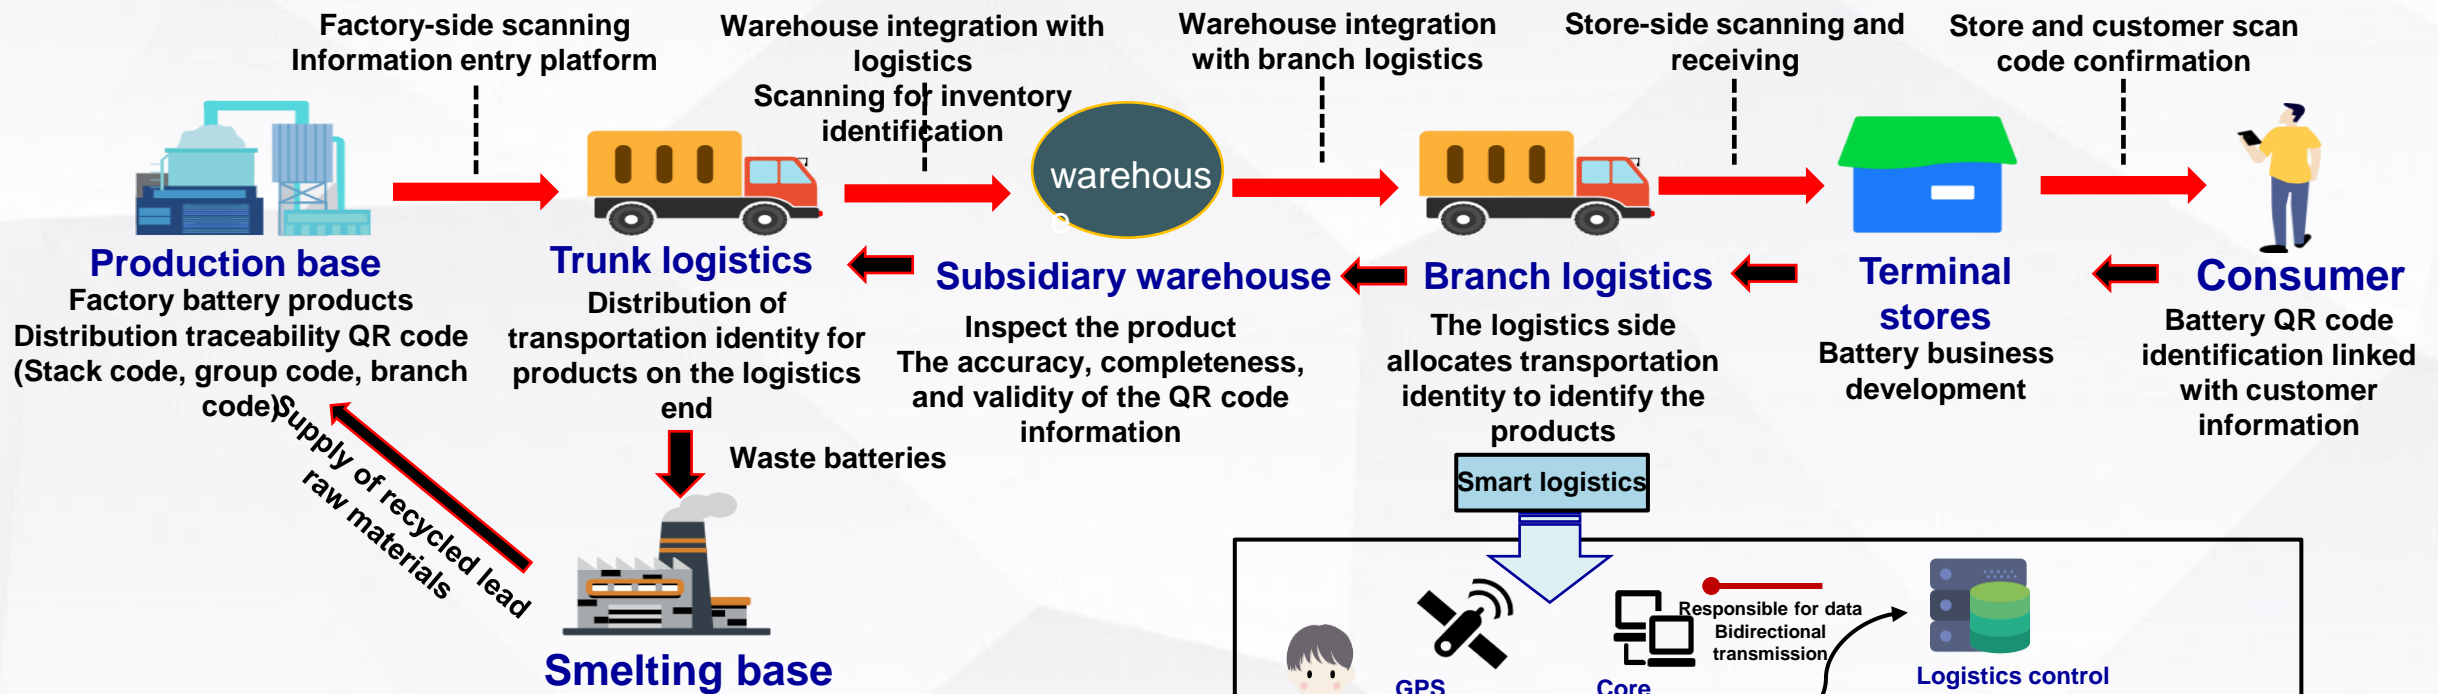 Factory-side scanning
Information entry platform
Warehouse integration with
logistics
Scanning for inventory
identification
Warehouse integration
with branch logistics
Store-side scanning and
receiving
Store and customer scan
code confirmation
warehous
e
Production base
Factory battery products
Distribution traceability QR code
(Stack code, group code, branch
code)
Trunk logistics
Distribution of
transportation identity for
products on the logistics
end
Subsidiary warehouse
Inspect the product
The accuracy, completeness,
and validity of the QR code
information
Branch logistics
The logistics side
allocates transportation
identity to identify the
products
Terminal
stores
Battery business
development
Consumer
Battery QR code
identification linked
with customer
information
Waste batteries
Supply of recycled lead
raw materials
Smelting base
Smart logistics
GPS
Core
Responsible for data
Bidirectional
transmission
Logistics control